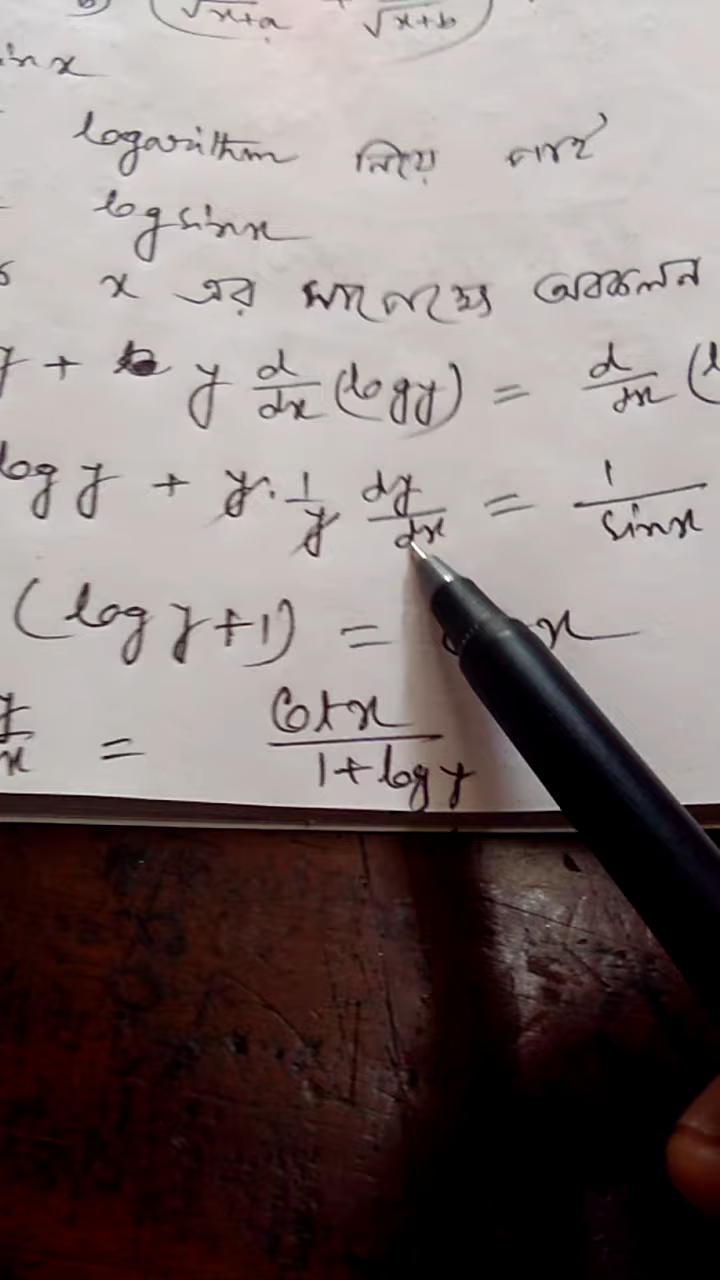 b) √x+a + √x+b
sin x
logarithm নিয়ে পাই
log sinx
x এর সাপেক্ষে অবকলন
y + y d/dx (log y) = d/dx (l
log y + y. 1/y dy/dx = 1/sinx
(log y + 1) = x
y/x = Cotx/1+log y